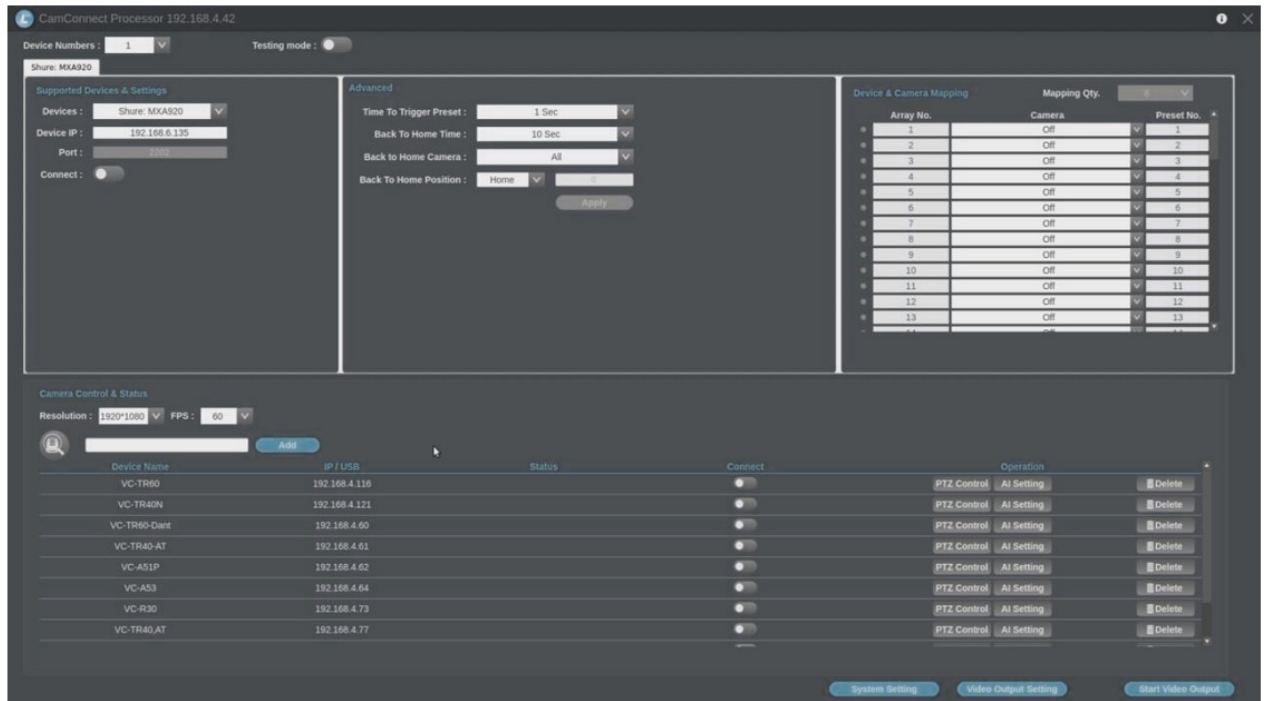 CamConnect Processor 192.168.4.42
Device Numbers : 1 Testing mode :
Shure: MXA920
Supported Devices & Settings
Devices : Shure: MXA920
Device IP : 192.168.6.135
Port : 2202
Connect :
Advanced
Time To Trigger Preset : 1 Sec
Back To Home Time : 10 Sec
Back to Home Camera : All
Back To Home Position : Home 0
Apply
Device & Camera Mapping Mapping Qty. 8
Array No. Camera Preset No.
1 Off 1
2 Off 2
3 Off 3
4 Off 4
5 Off 5
6 Off 6
7 Off 7
8 Off 8
9 Off 9
10 Off 10
11 Off 11
12 Off 12
13 Off 13
Camera Control & Status
Resolution : 1920*1080 FPS : 60
Add
Device Name IP / USB Status Connect Operation
VC-TR60 192.168.4.116 PTZ Control AI Setting Delete
VC-TR40N 192.168.4.121 PTZ Control AI Setting Delete
VC-TR60-Dant 192.168.4.60 PTZ Control AI Setting Delete
VC-TR40-AT 192.168.4.61 PTZ Control AI Setting Delete
VC-A51P 192.168.4.62 PTZ Control AI Setting Delete
VC-A53 192.168.4.64 PTZ Control AI Setting Delete
VC-R30 192.168.4.73 PTZ Control AI Setting Delete
VC-TR40,AT 192.168.4.77 PTZ Control AI Setting Delete
System Setting Video Output Setting Start Video Output